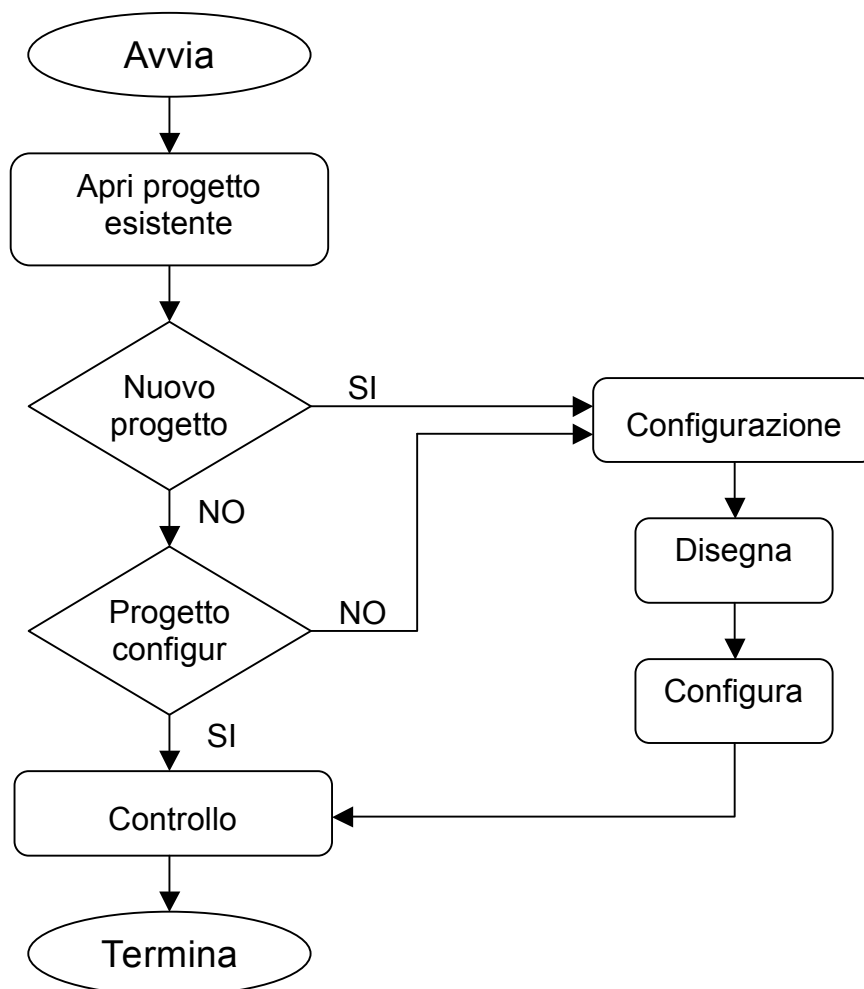 Avvia
Apri progetto
esistente
Nuovo
progetto
SI
Configurazione
NO
Disegna
Progetto
configur
NO
Configura
SI
Controllo
Termina